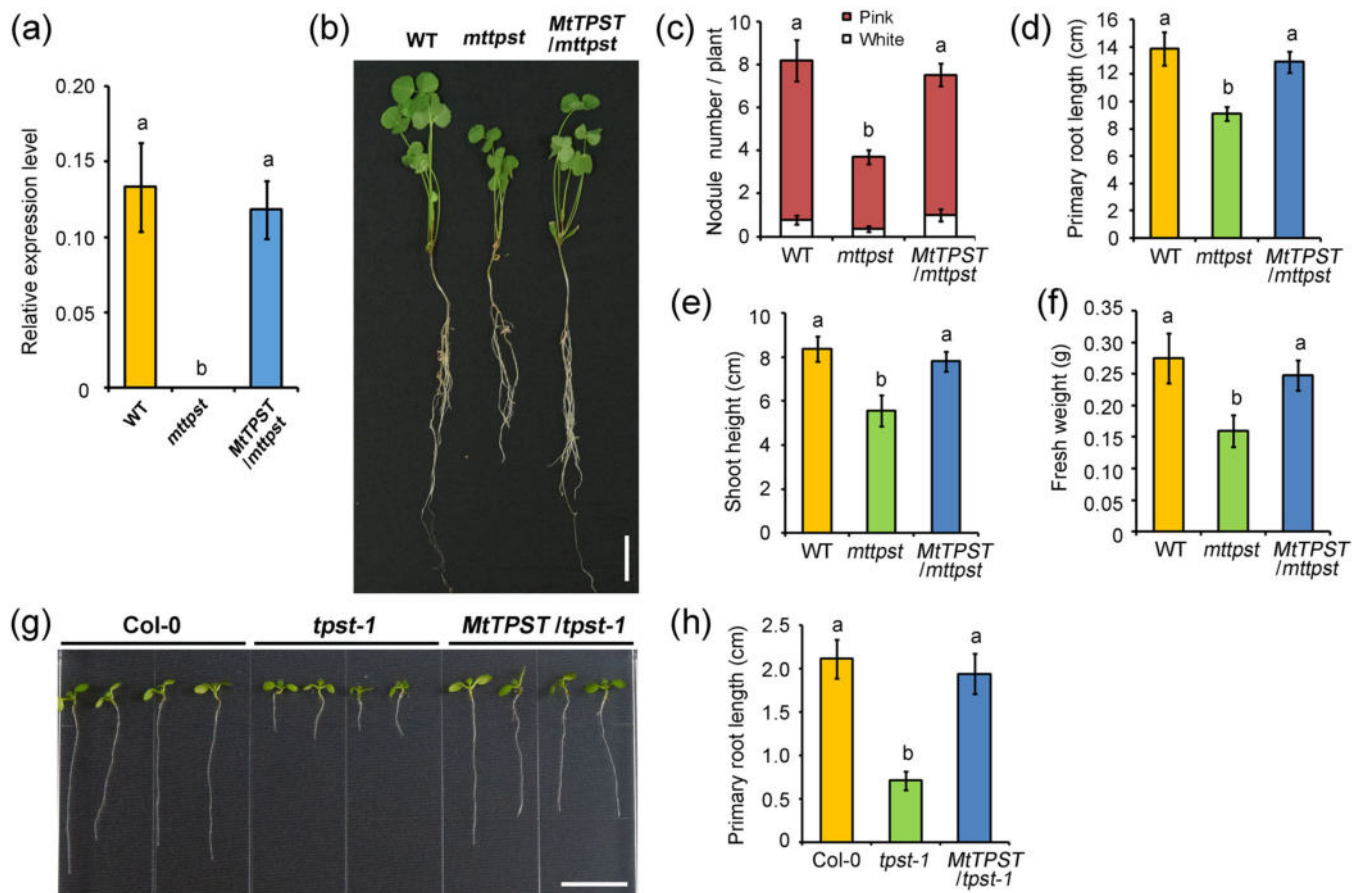 (a)
Relative expression level
0.20
0.15
0.10
0.05
0
a
b
a
WT
mttpst
MtTPST
/mttpst
(b)
WT
mttpst
MtTPST
/mttpst
(c)
Nodule number / plant
10
8
6
4
2
0
Pink
White
a
b
a
WT
mttpst
MtTPST
/mttpst
(d)
Primary root length (cm)
16
14
12
10
8
6
4
2
0
a
b
a
WT
mttpst
MtTPST
/mttpst
(e)
Shoot height (cm)
10
8
6
4
2
0
a
b
a
WT
mttpst
MtTPST
/mttpst
(f)
Fresh weight (g)
0.35
0.30
0.25
0.20
0.15
0.10
0.05
0.00
a
b
a
WT
mttpst
MtTPST
/mttpst
(g)
Col-0
tpst-1
MtTPST /tpst-1
(h)
Primary root length (cm)
2.5
2.0
1.5
1.0
0.5
0
a
b
a
Col-0
tpst-1
MtTPST
/tpst-1